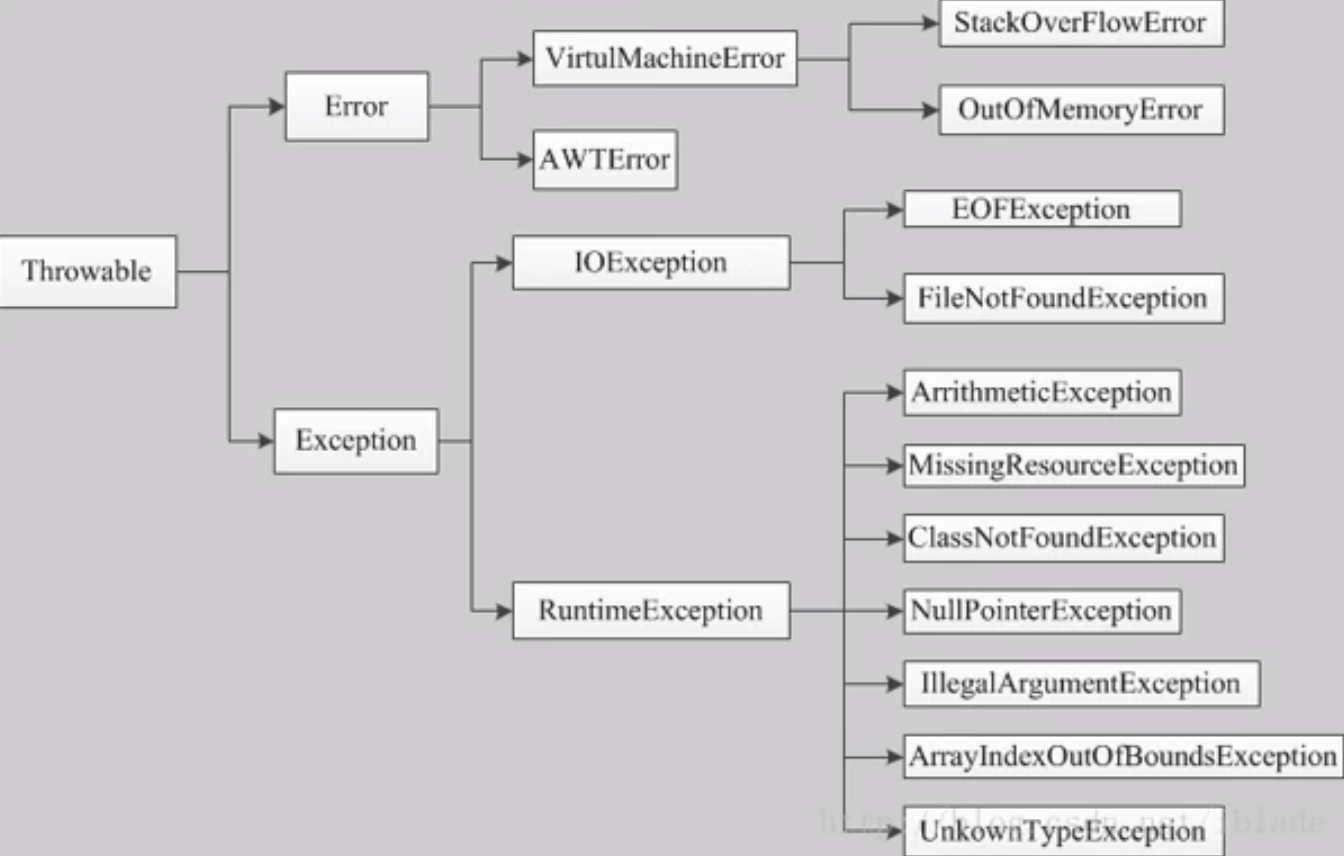 StackOverFlowError
VirtulMachineError
Error
OutOfMemoryError
AWTError
EOFException
IOException
Throwable
FileNotFoundException
ArrithmeticException
Exception
MissingResourceException
ClassNotFoundException
RuntimeException
NullPointerException
IllegalArgumentException
ArrayIndexOutOfBoundsException
http://blog.csdn.net/iblade
UnkownTypeException